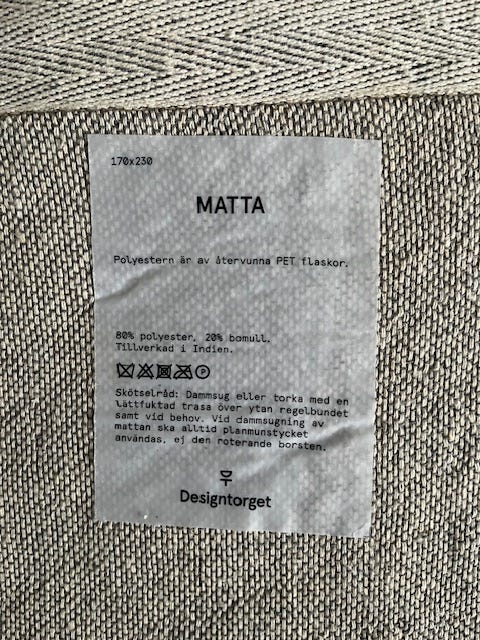 170x230
MATTA
Polyestern är av återvunna PET flaskor.
80% polyester, 20% bomull.
Tillverkad i Indien.
P
Skötselråd: Dammsug eller torka med en
lättfuktad trasa över ytan regelbundet
samt vid behov. Vid dammsugning av
mattan ska alltid planmunstycket
användas, ej den roterande borsten.
Designtorget